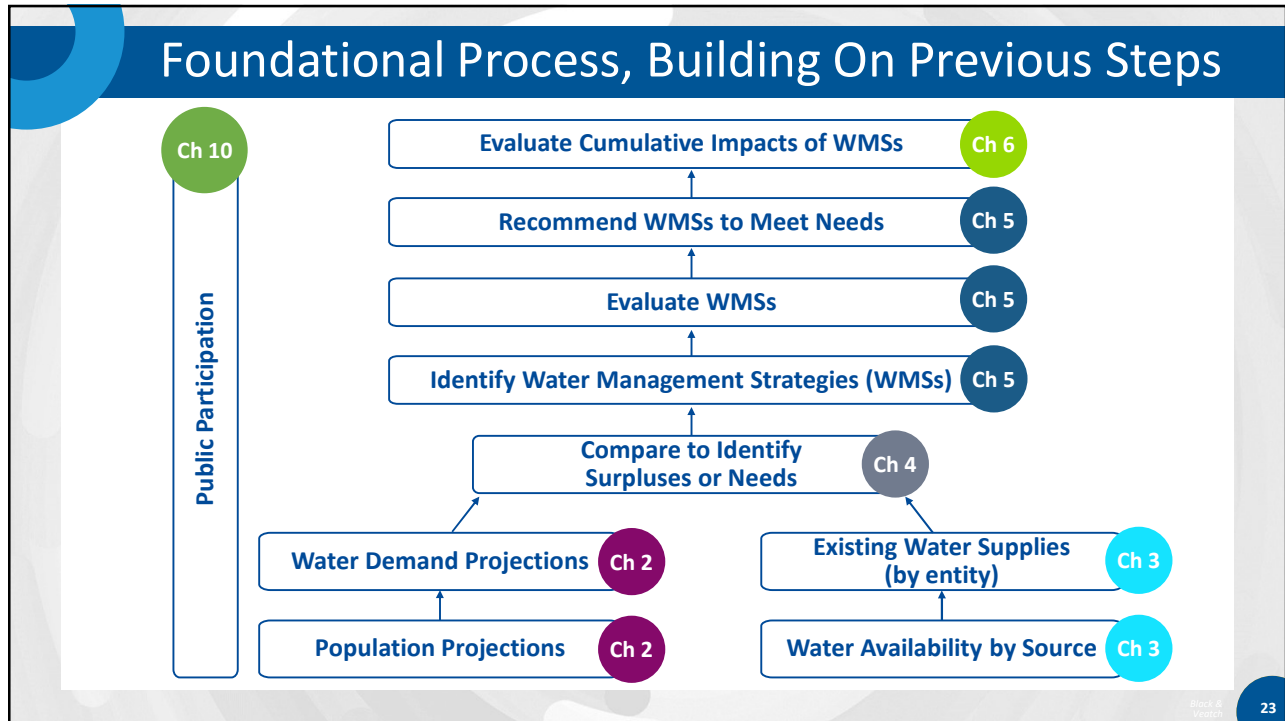 Foundational Process, Building On Previous Steps
Ch 10
Public Participation
Evaluate Cumulative Impacts of WMSs
Ch 6
Recommend WMSs to Meet Needs
Ch 5
Evaluate WMSs
Ch 5
Identify Water Management Strategies (WMSs)
Ch 5
Compare to Identify
Surpluses or Needs
Ch 4
Water Demand Projections
Ch 2
Existing Water Supplies
(by entity)
Ch 3
Population Projections
Ch 2
Water Availability by Source
Ch 3
Black &
Veatch
23